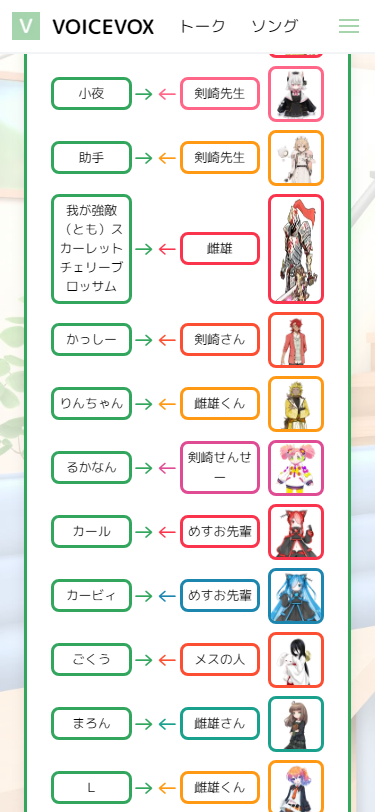 V VOICEVOX トーク ソング
小夜 → ← 剣崎先生
助手 → ← 剣崎先生
我が強敵
（とも）ス
カーレット
チェリーブ
ロッサム
→ ← 雌雄
かっしー → ← 剣崎さん
りんちゃん → ← 雌雄くん
るかなん → ← 剣崎せんせ
ー
カール → ← めすお先輩
カービィ → ← めすお先輩
ごくう → ← メスの人
まろん → ← 雌雄さん
L → ← 雌雄くん